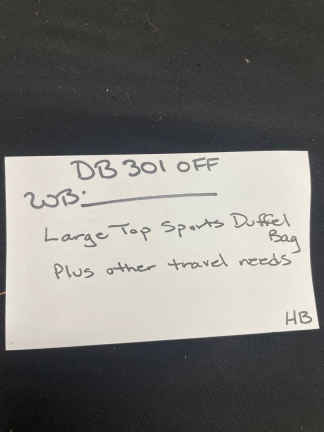 DB 301 OFF
WB:
Large Top Sports Duffel
Bag
Plus other travel needs
HB